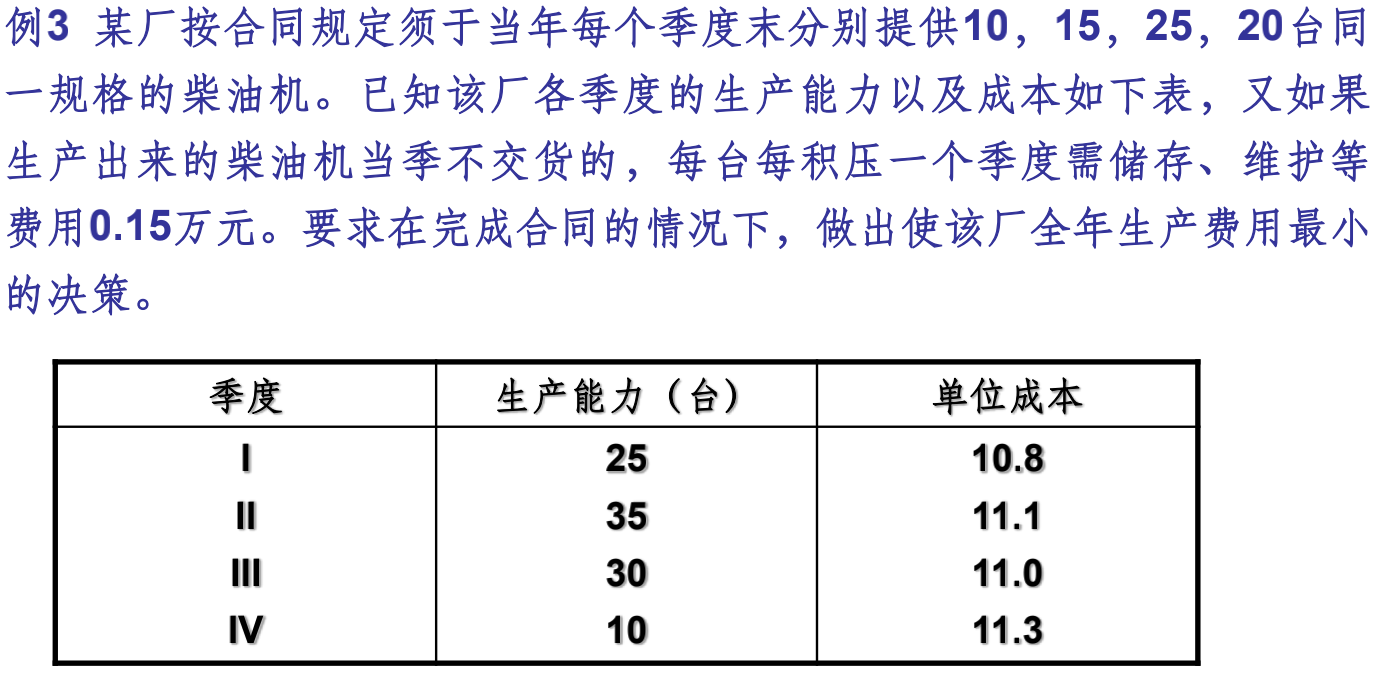 例3 某厂按合同规定须于当年每个季度末分别提供10，15，25，20台同
一规格的柴油机。已知该厂各季度的生产能力以及成本如下表，又如果
生产出来的柴油机当季不交货的，每台每积压一个季度需储存、维护等
费用0.15万元。要求在完成合同的情况下，做出使该厂全年生产费用最小
的决策。
季度 生产能力（台） 单位成本
I 25 10.8
II 35 11.1
III 30 11.0
IV 10 11.3